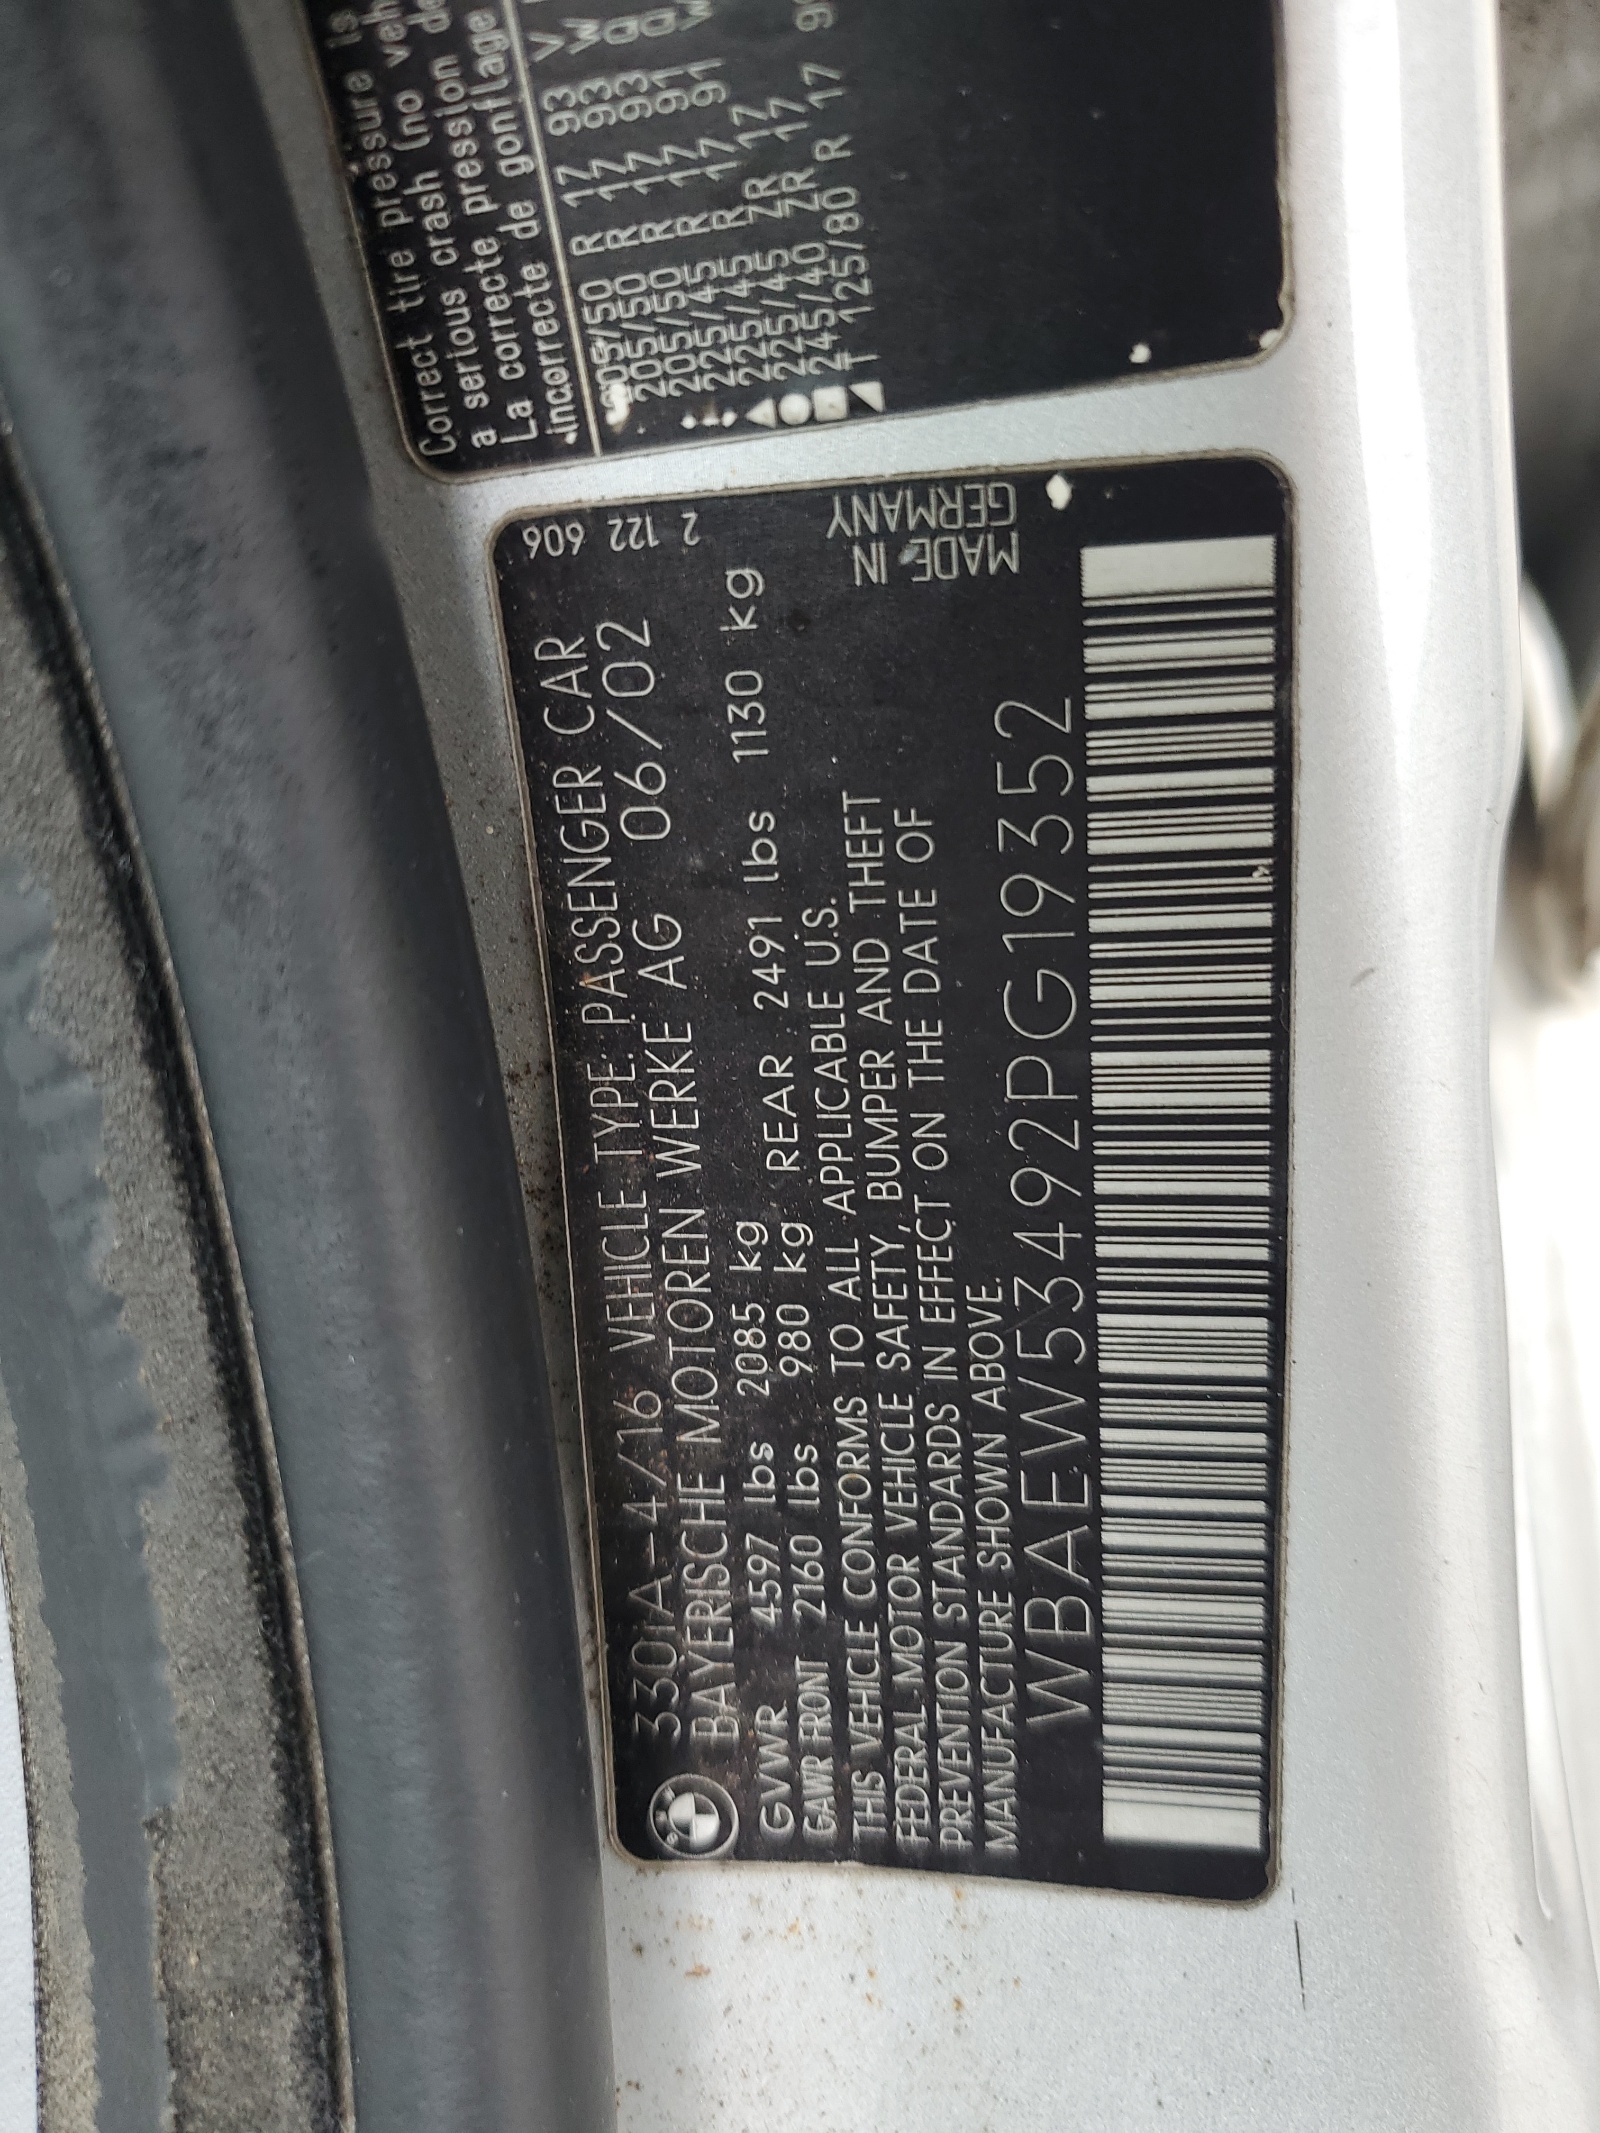 Correct tire pressure is
a serious crash (no veh
La correcte pression de
incorrecte de gonflage
205/50 R 17 93 V
205/50 R 17 93 W
205/50 R 17 93 Q
225/45 R 17 91 Q
225/45 R 17 91 W
225/45 ZR 17
245/40 ZR 17
T 125/80 R 17
330iA-4/16 VEHICLE TYPE: PASSENGER CAR
BAYERISCHE MOTOREN WERKE AG 06/02
2 122 606
GVWR 4597 lbs 2085 kg
GAWR FRONT 2160 lbs 980 kg REAR 2491 lbs 1130 kg
THIS VEHICLE CONFORMS TO ALL APPLICABLE U.S.
FEDERAL MOTOR VEHICLE SAFETY, BUMPER AND THEFT
PREVENTION STANDARDS IN EFFECT ON THE DATE OF
MANUFACTURE SHOWN ABOVE.
MADE IN
GERMANY
WBAEW53492PG19352